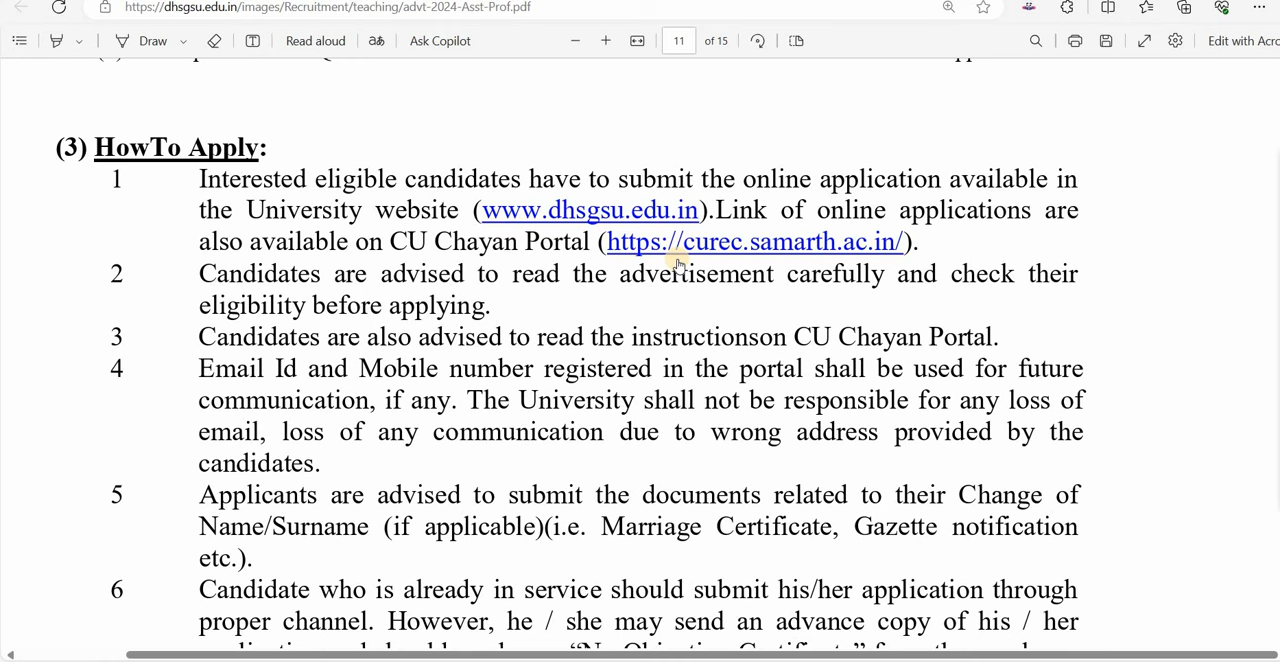 https://dhsgsu.edu.in/images/Recruitment/teaching/advt-2024-Asst-Prof.pdf
Draw Read aloud Ask Copilot 11 of 15 Edit with Acro
(3) HowTo Apply:
1 Interested eligible candidates have to submit the online application available in
the University website (www.dhsgsu.edu.in).Link of online applications are
also available on CU Chayan Portal (https://curec.samarth.ac.in/).
2 Candidates are advised to read the advertisement carefully and check their
eligibility before applying.
3 Candidates are also advised to read the instructionson CU Chayan Portal.
4 Email Id and Mobile number registered in the portal shall be used for future
communication, if any. The University shall not be responsible for any loss of
email, loss of any communication due to wrong address provided by the
candidates.
5 Applicants are advised to submit the documents related to their Change of
Name/Surname (if applicable)(i.e. Marriage Certificate, Gazette notification
etc.).
6 Candidate who is already in service should submit his/her application through
proper channel. However, he / she may send an advance copy of his / her